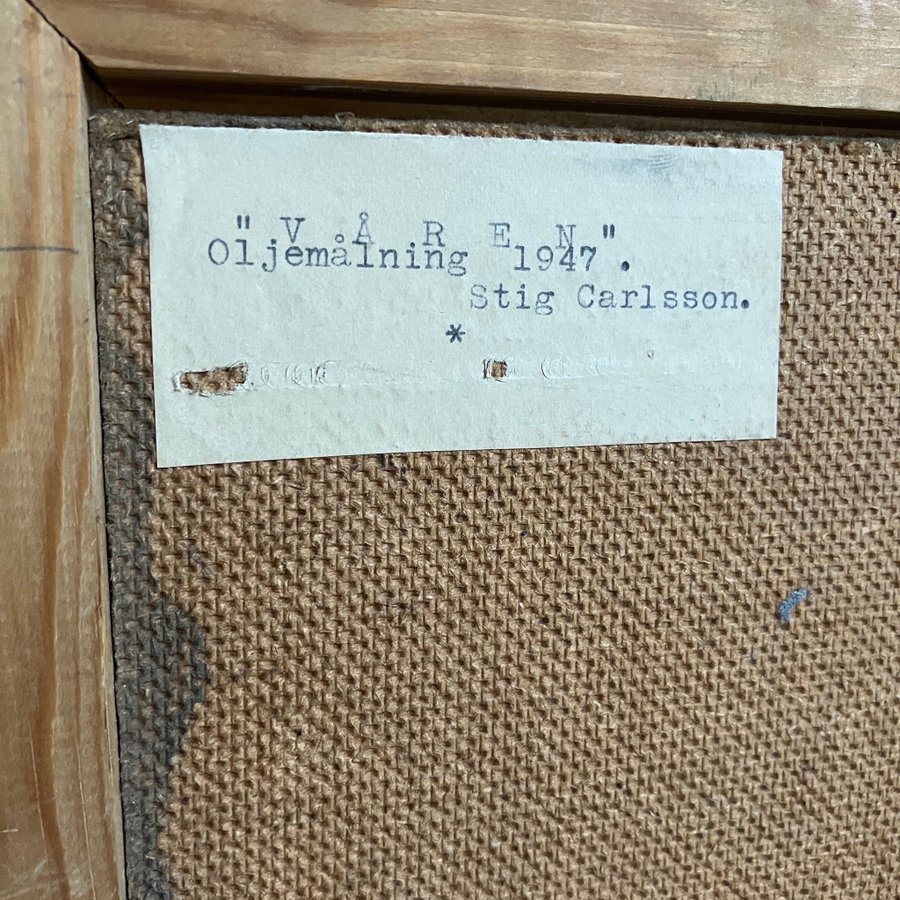 " V Å R E N "
Oljemålning 1947 .
Stig Carlsson.
*